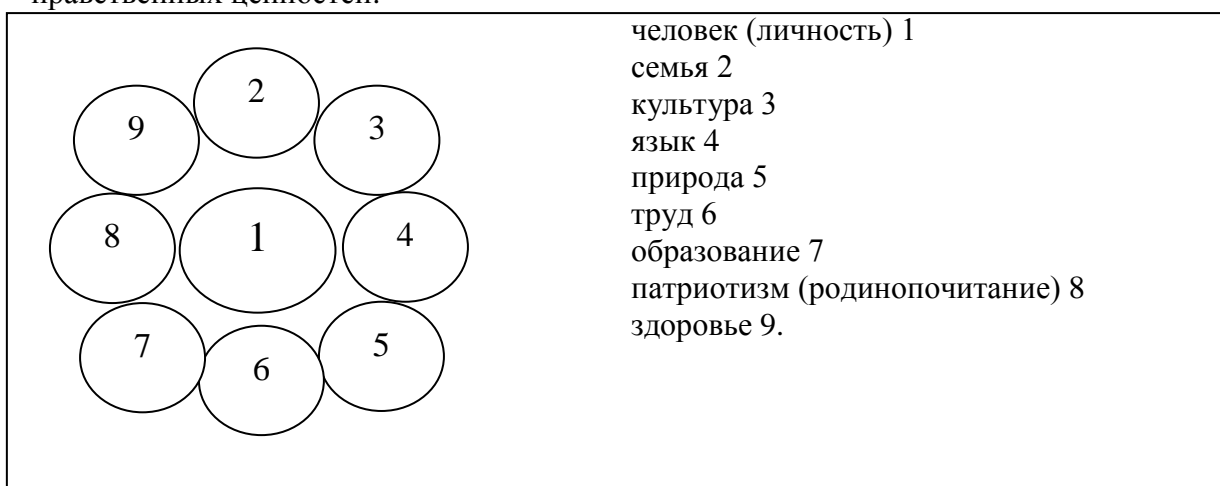 нравственных ценностей.
человек (личность) 1
семья 2
культура 3
язык 4
природа 5
труд 6
образование 7
патриотизм (родинопочитание) 8
здоровье 9.
2
9
3
8
1
4
7
5
6